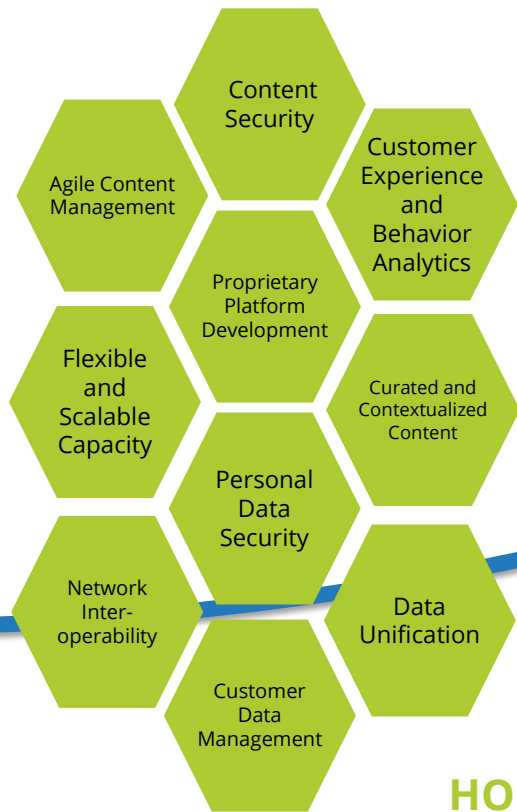 Content
Security
Agile Content
Management
Customer
Experience
and
Behavior
Analytics
Proprietary
Platform
Development
Flexible
and
Scalable
Capacity
Curated and
Contextualized
Content
Personal
Data
Security
Network
Inter-
operability
Data
Unification
Customer
Data
Management
HO